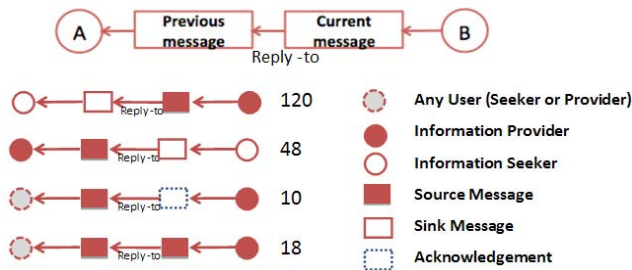 A
Previous message
Current message
B
Reply -to
Reply -to
120
Reply -to
48
Reply -to
10
Reply -to
18
Any User (Seeker or Provider)
Information Provider
Information Seeker
Source Message
Sink Message
Acknowledgement